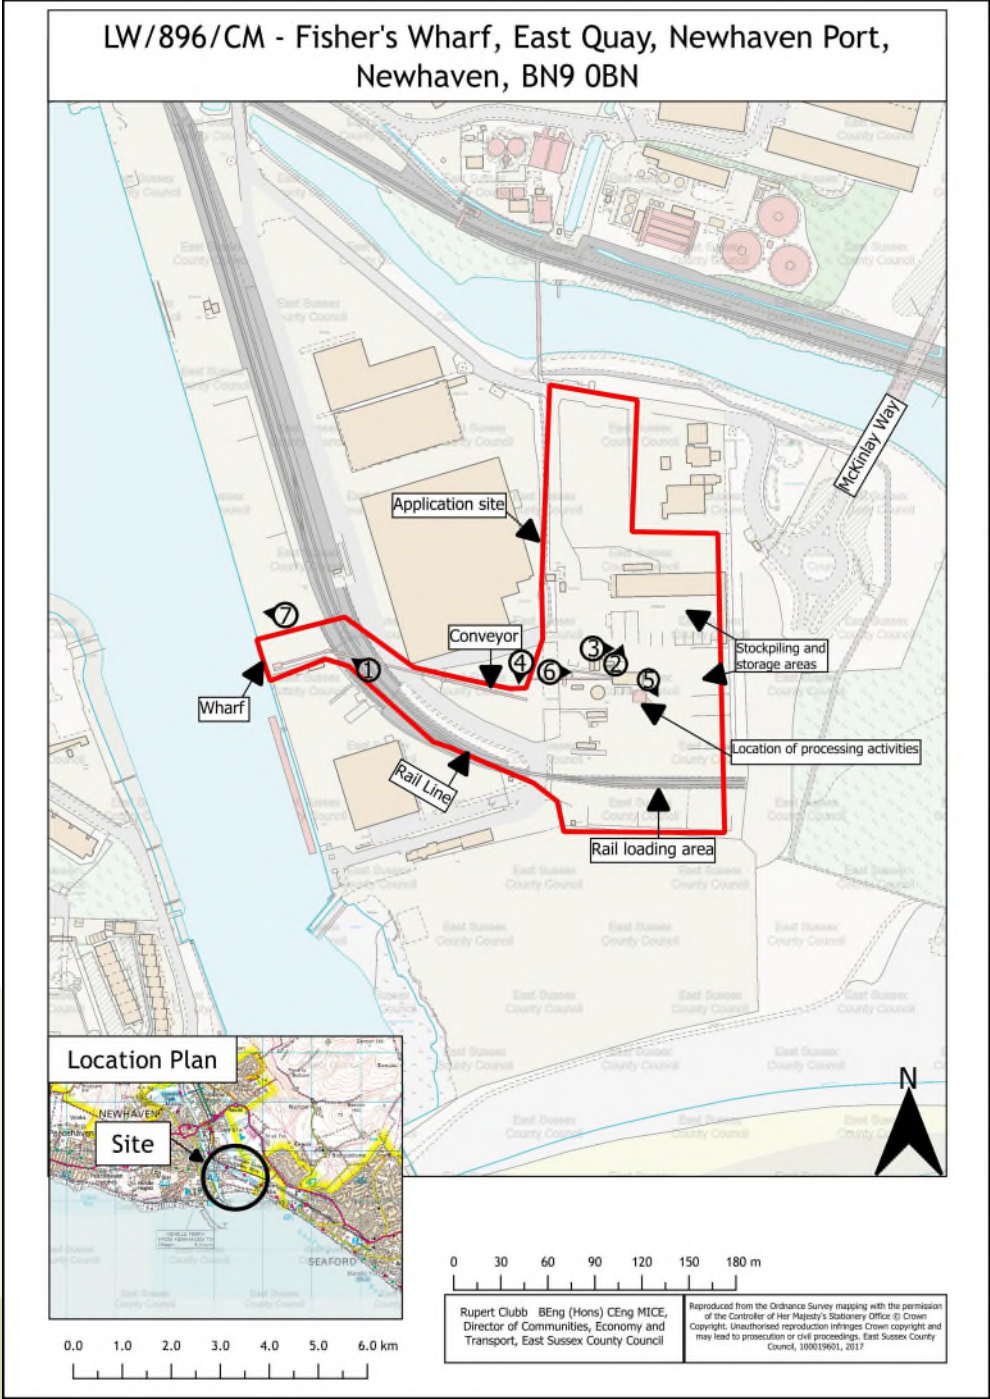 LW/896/CM - Fisher's Wharf, East Quay, Newhaven Port,
Newhaven, BN9 0BN
McKinlay Way
Application site
7
Conveyor
3
4
2
1
6
5
Stockpiling and
storage areas
Wharf
Location of processing activities
Rail Line
Rail loading area
East Sussex
County Council
Location Plan
NEWHAVEN
Site
SEAFORD
N
0 30 60 90 120 150 180 m
Rupert Clubb BEng (Hons) CEng MICE,
Director of Communities, Economy and
Transport, East Sussex County Council
Reproduced from the Ordnance Survey mapping with the permission
of the Controller of Her Majesty's Stationery Office © Crown
Copyright. Unauthorised reproduction infringes Crown copyright and
may lead to prosecution or civil proceedings. East Sussex County
Council, 100019601, 2017
0.0 1.0 2.0 3.0 4.0 5.0 6.0 km